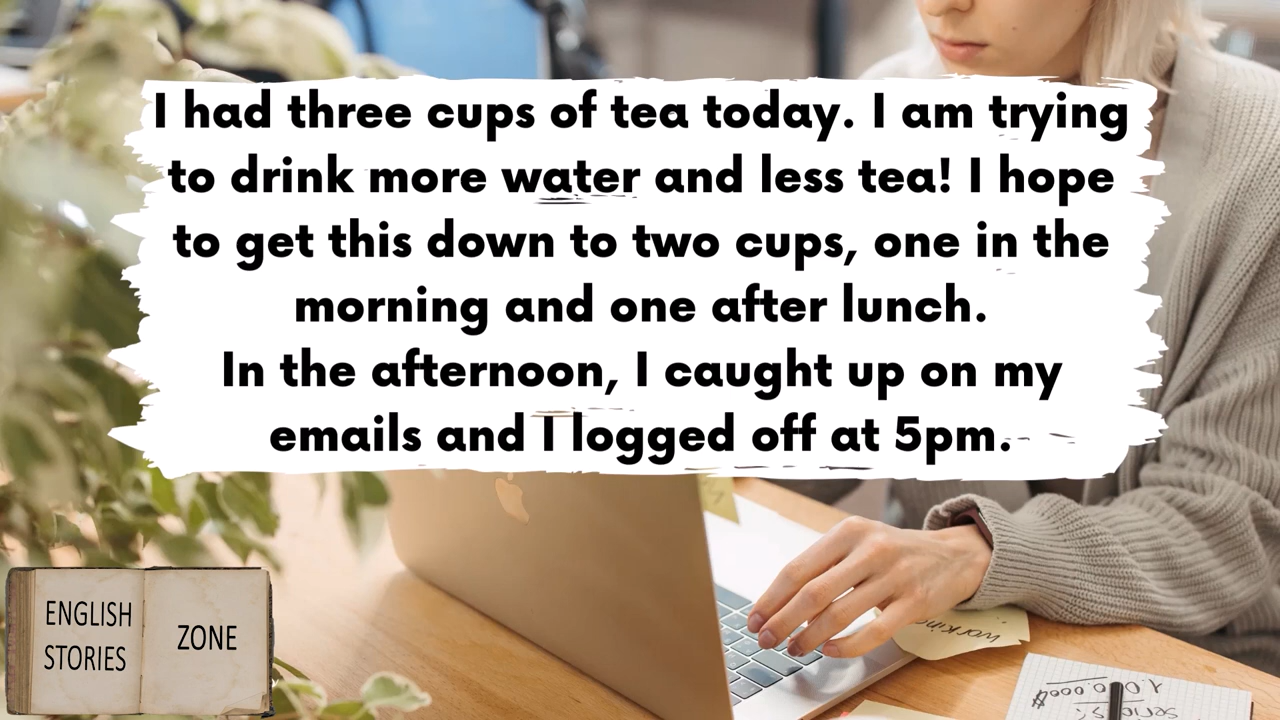 I had three cups of tea today. I am trying
to drink more water and less tea! I hope
to get this down to two cups, one in the
morning and one after lunch.
In the afternoon, I caught up on my
emails and I logged off at 5pm.
ENGLISH
STORIES
ZONE
working